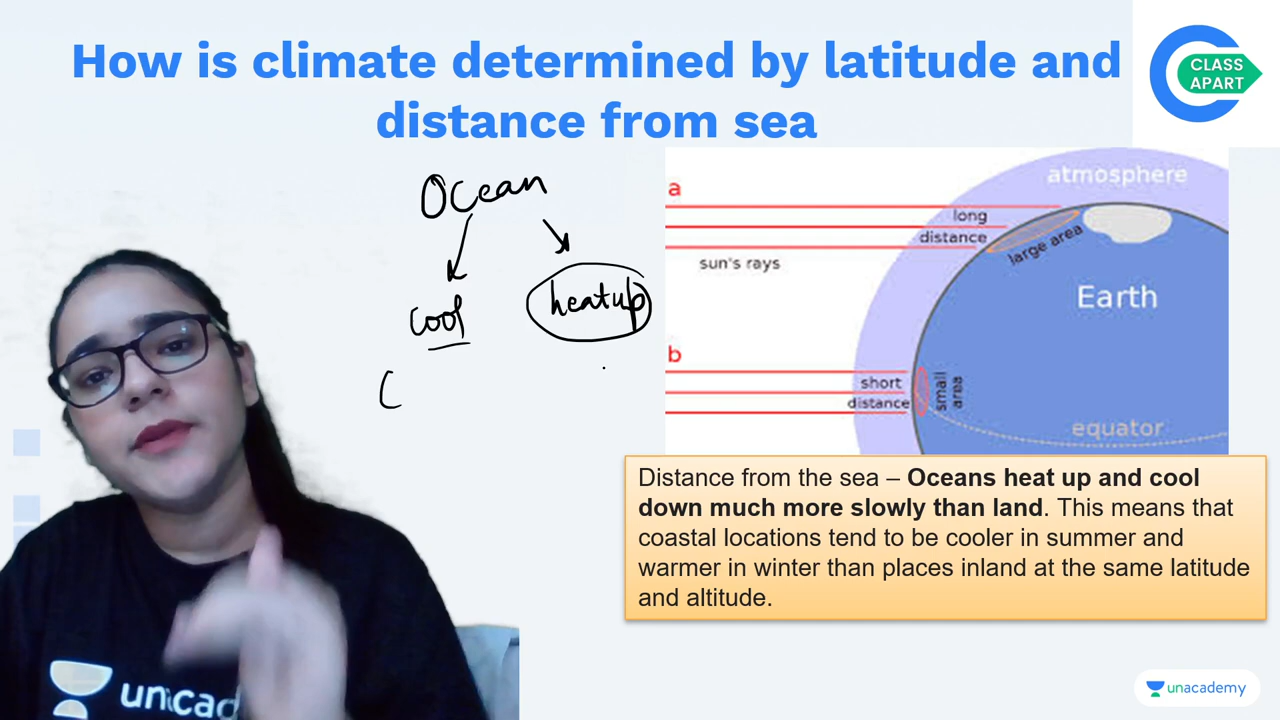 How is climate determined by latitude and
distance from sea
CLASS
APART
Ocean
cool
heatup
C
a
atmosphere
long
distance
large area
sun's rays
Earth
b
short
distance
small
area
equator
Distance from the sea – Oceans heat up and cool
down much more slowly than land. This means that
coastal locations tend to be cooler in summer and
warmer in winter than places inland at the same latitude
and altitude.
unacad
unacademy